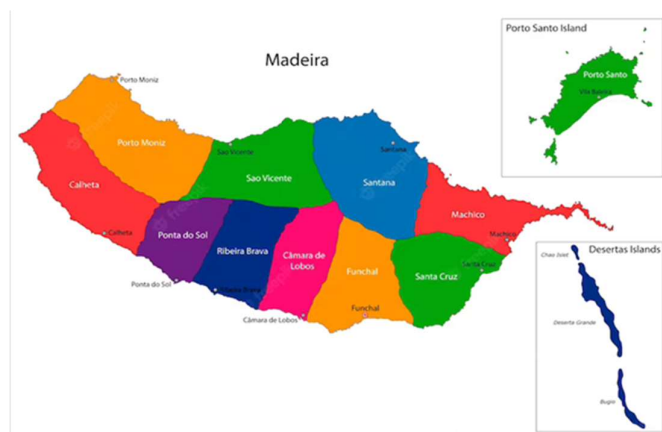 Madeira
Porto Moniz
Porto Moniz
Sao Vicente
Sao Vicente
Santana
Santana
Calheta
Calheta
Machico
Machico
Ponta do Sol
Ponta do Sol
Ribeira Brava
Ribeira Brava
Câmara de
Lobos
Câmara de Lobos
Funchal
Funchal
Santa Cruz
Santa Cruz
Porto Santo Island
Porto Santo
Vila Baleira
Desertas Islands
Chao Islet
Deserta Grande
Bugio